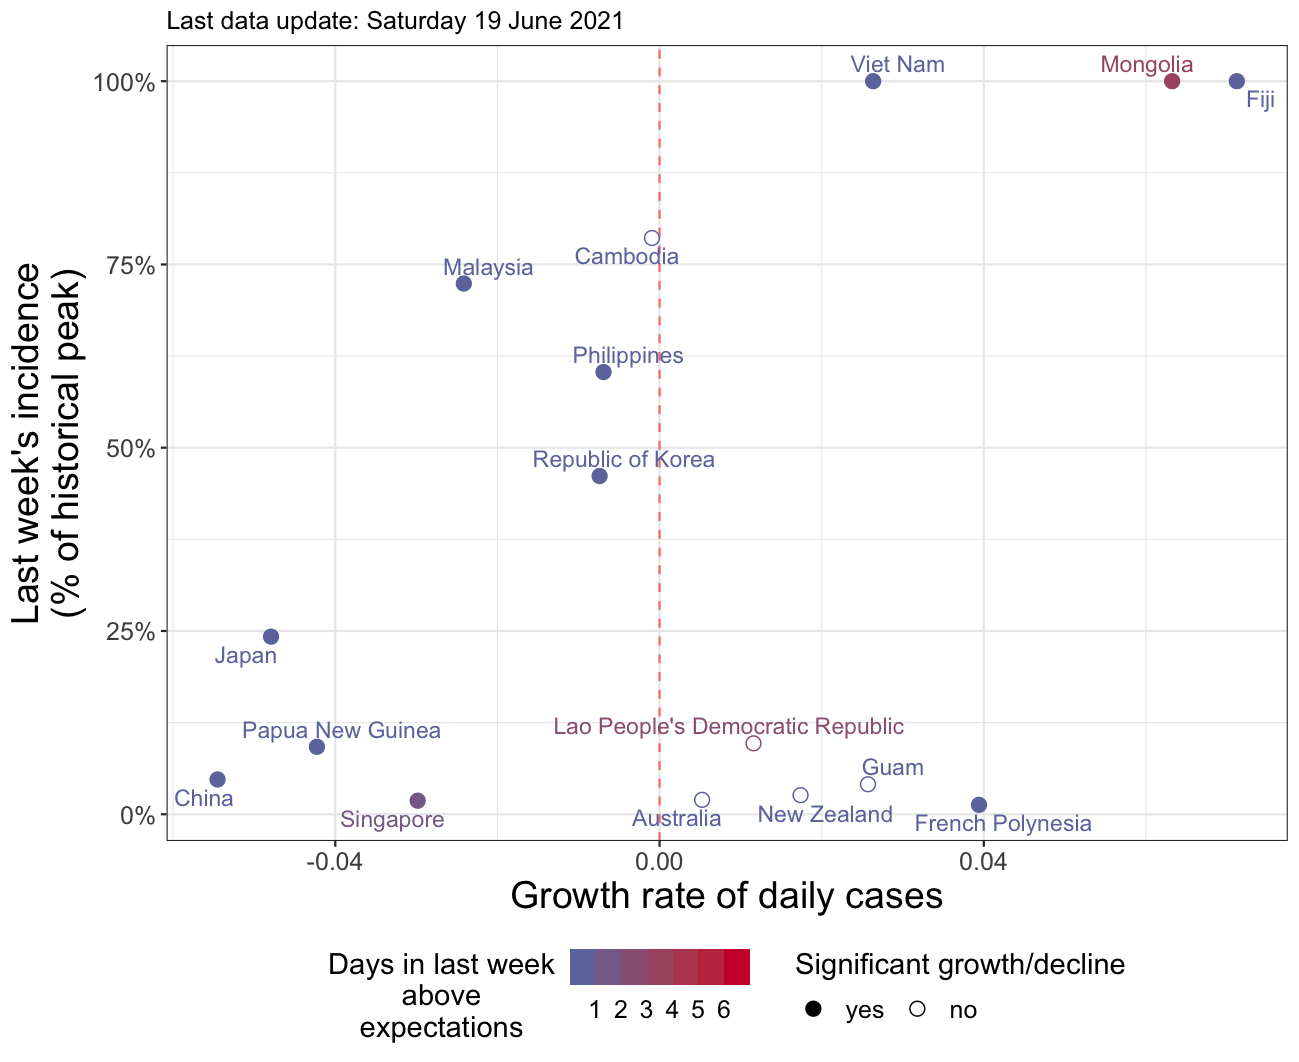 Last data update: Saturday 19 June 2021
Last week's incidence
(% of historical peak)
100%
75%
50%
25%
0%
Viet Nam
Mongolia
Fiji
Cambodia
Malaysia
Philippines
Republic of Korea
Japan
Papua New Guinea
Lao People's Democratic Republic
Guam
China
Singapore
Australia
New Zealand
French Polynesia
-0.04 0.00 0.04
Growth rate of daily cases
Days in last week
above
expectations
1 2 3 4 5 6
Significant growth/decline
yes no